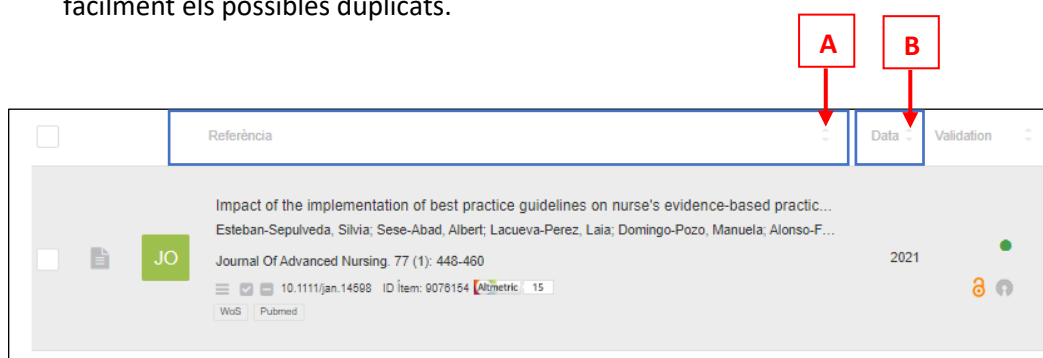 facilment els possibles duplicats.
A B
Referència Data Validation
Impact of the implementation of best practice guidelines on nurse's evidence-based practic...
Esteban-Sepulveda, Silvia; Sese-Abad, Albert; Lacueva-Perez, Laia; Domingo-Pozo, Manuela; Alonso-F...
JO
Journal Of Advanced Nursing. 77 (1): 448-460
2021
10.1111/jan.14598 ID Ítem: 9076154 Altmetric 15
WoS Pubmed